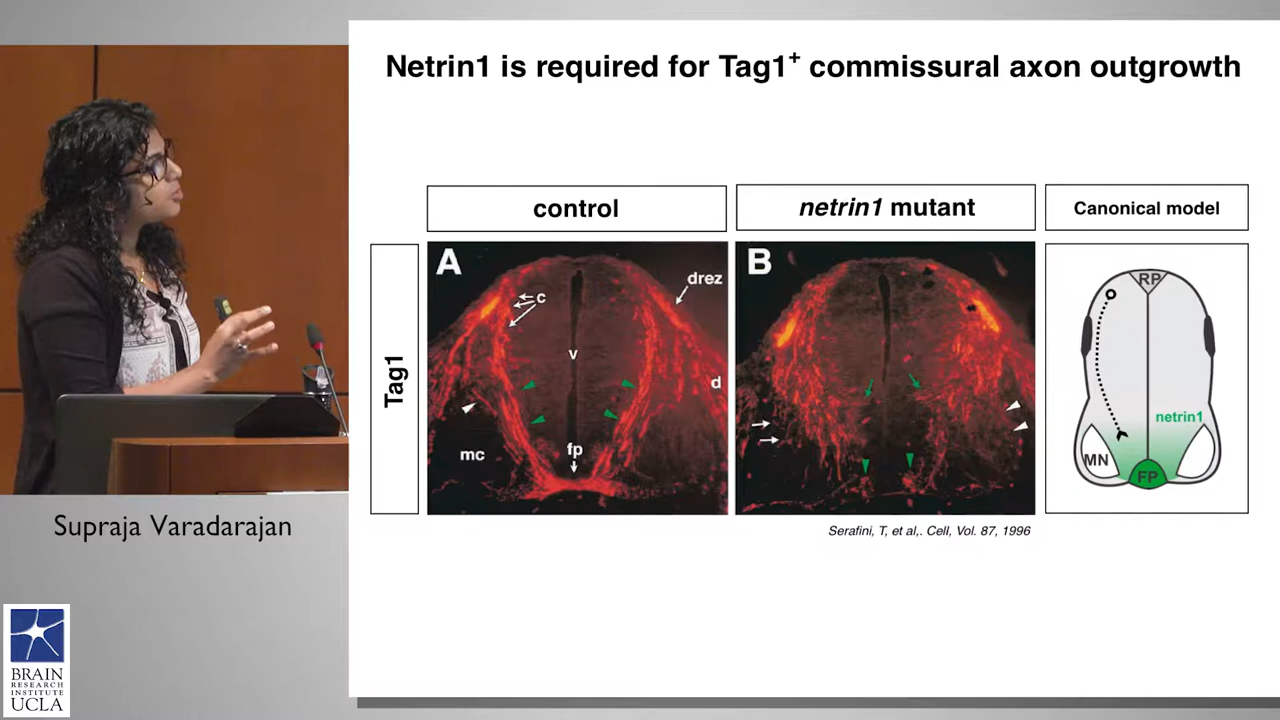 Netrin1 is required for Tag1+ commissural axon outgrowth
control
netrin1 mutant
Canonical model
Tag1
A
c
drez
v
d
mc
fp
B
RP
netrin1
MN
FP
Serafini, T, et al,. Cell, Vol. 87, 1996
Supraja Varadarajan
BRAIN
RESEARCH
INSTITUTE
UCLA